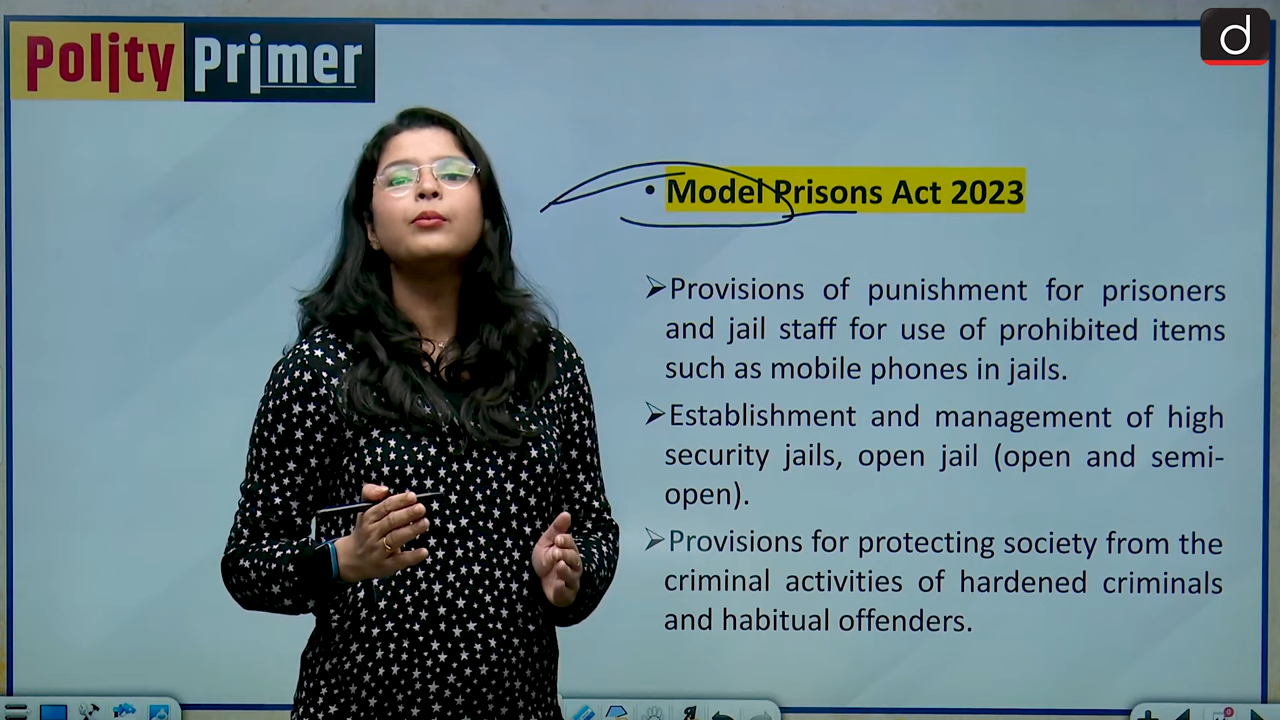 Polity Primer
d
• Model Prisons Act 2023
➢Provisions of punishment for prisoners
and jail staff for use of prohibited items
such as mobile phones in jails.
➢Establishment and management of high
security jails, open jail (open and semi-
open).
➢Provisions for protecting society from the
criminal activities of hardened criminals
and habitual offenders.